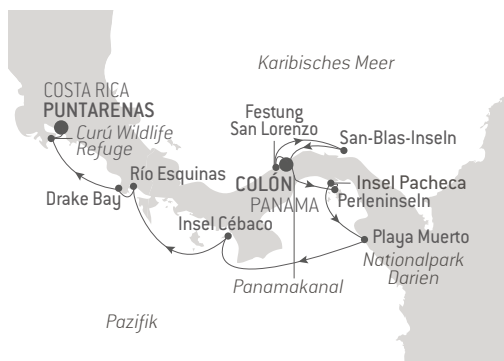 Karibisches Meer
COSTA RICA
PUNTARENAS
Curú Wildlife
Refuge
Festung
San Lorenzo
San-Blas-Inseln
Río Esquinas
Drake Bay
COLÓN
PANAMA
Insel Pacheca
Perleninseln
Insel Cébaco
Playa Muerto
Nationalpark
Darien
Panamakanal
Pazifik